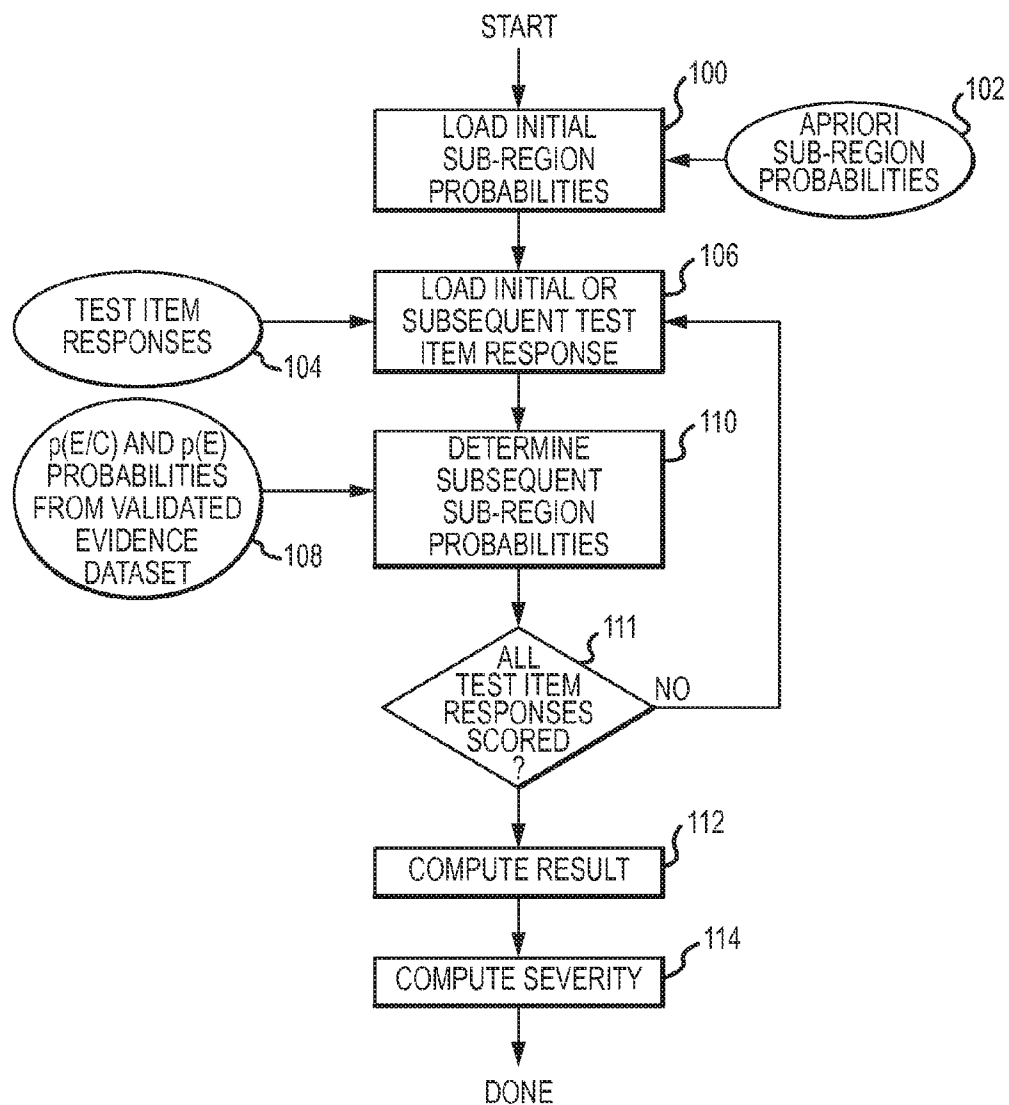 START
100
LOAD INITIAL
SUB-REGION
PROBABILITIES
102
APRIORI
SUB-REGION
PROBABILITIES
106
LOAD INITIAL OR
SUBSEQUENT TEST
ITEM RESPONSE
TEST ITEM
RESPONSES
104
110
DETERMINE
SUBSEQUENT
SUB-REGION
PROBABILITIES
p(E/C) AND p(E)
PROBABILITIES
FROM VALIDATED
EVIDENCE
DATASET
108
111
ALL
TEST ITEM
RESPONSES
SCORED
?
NO
112
COMPUTE RESULT
114
COMPUTE SEVERITY
DONE